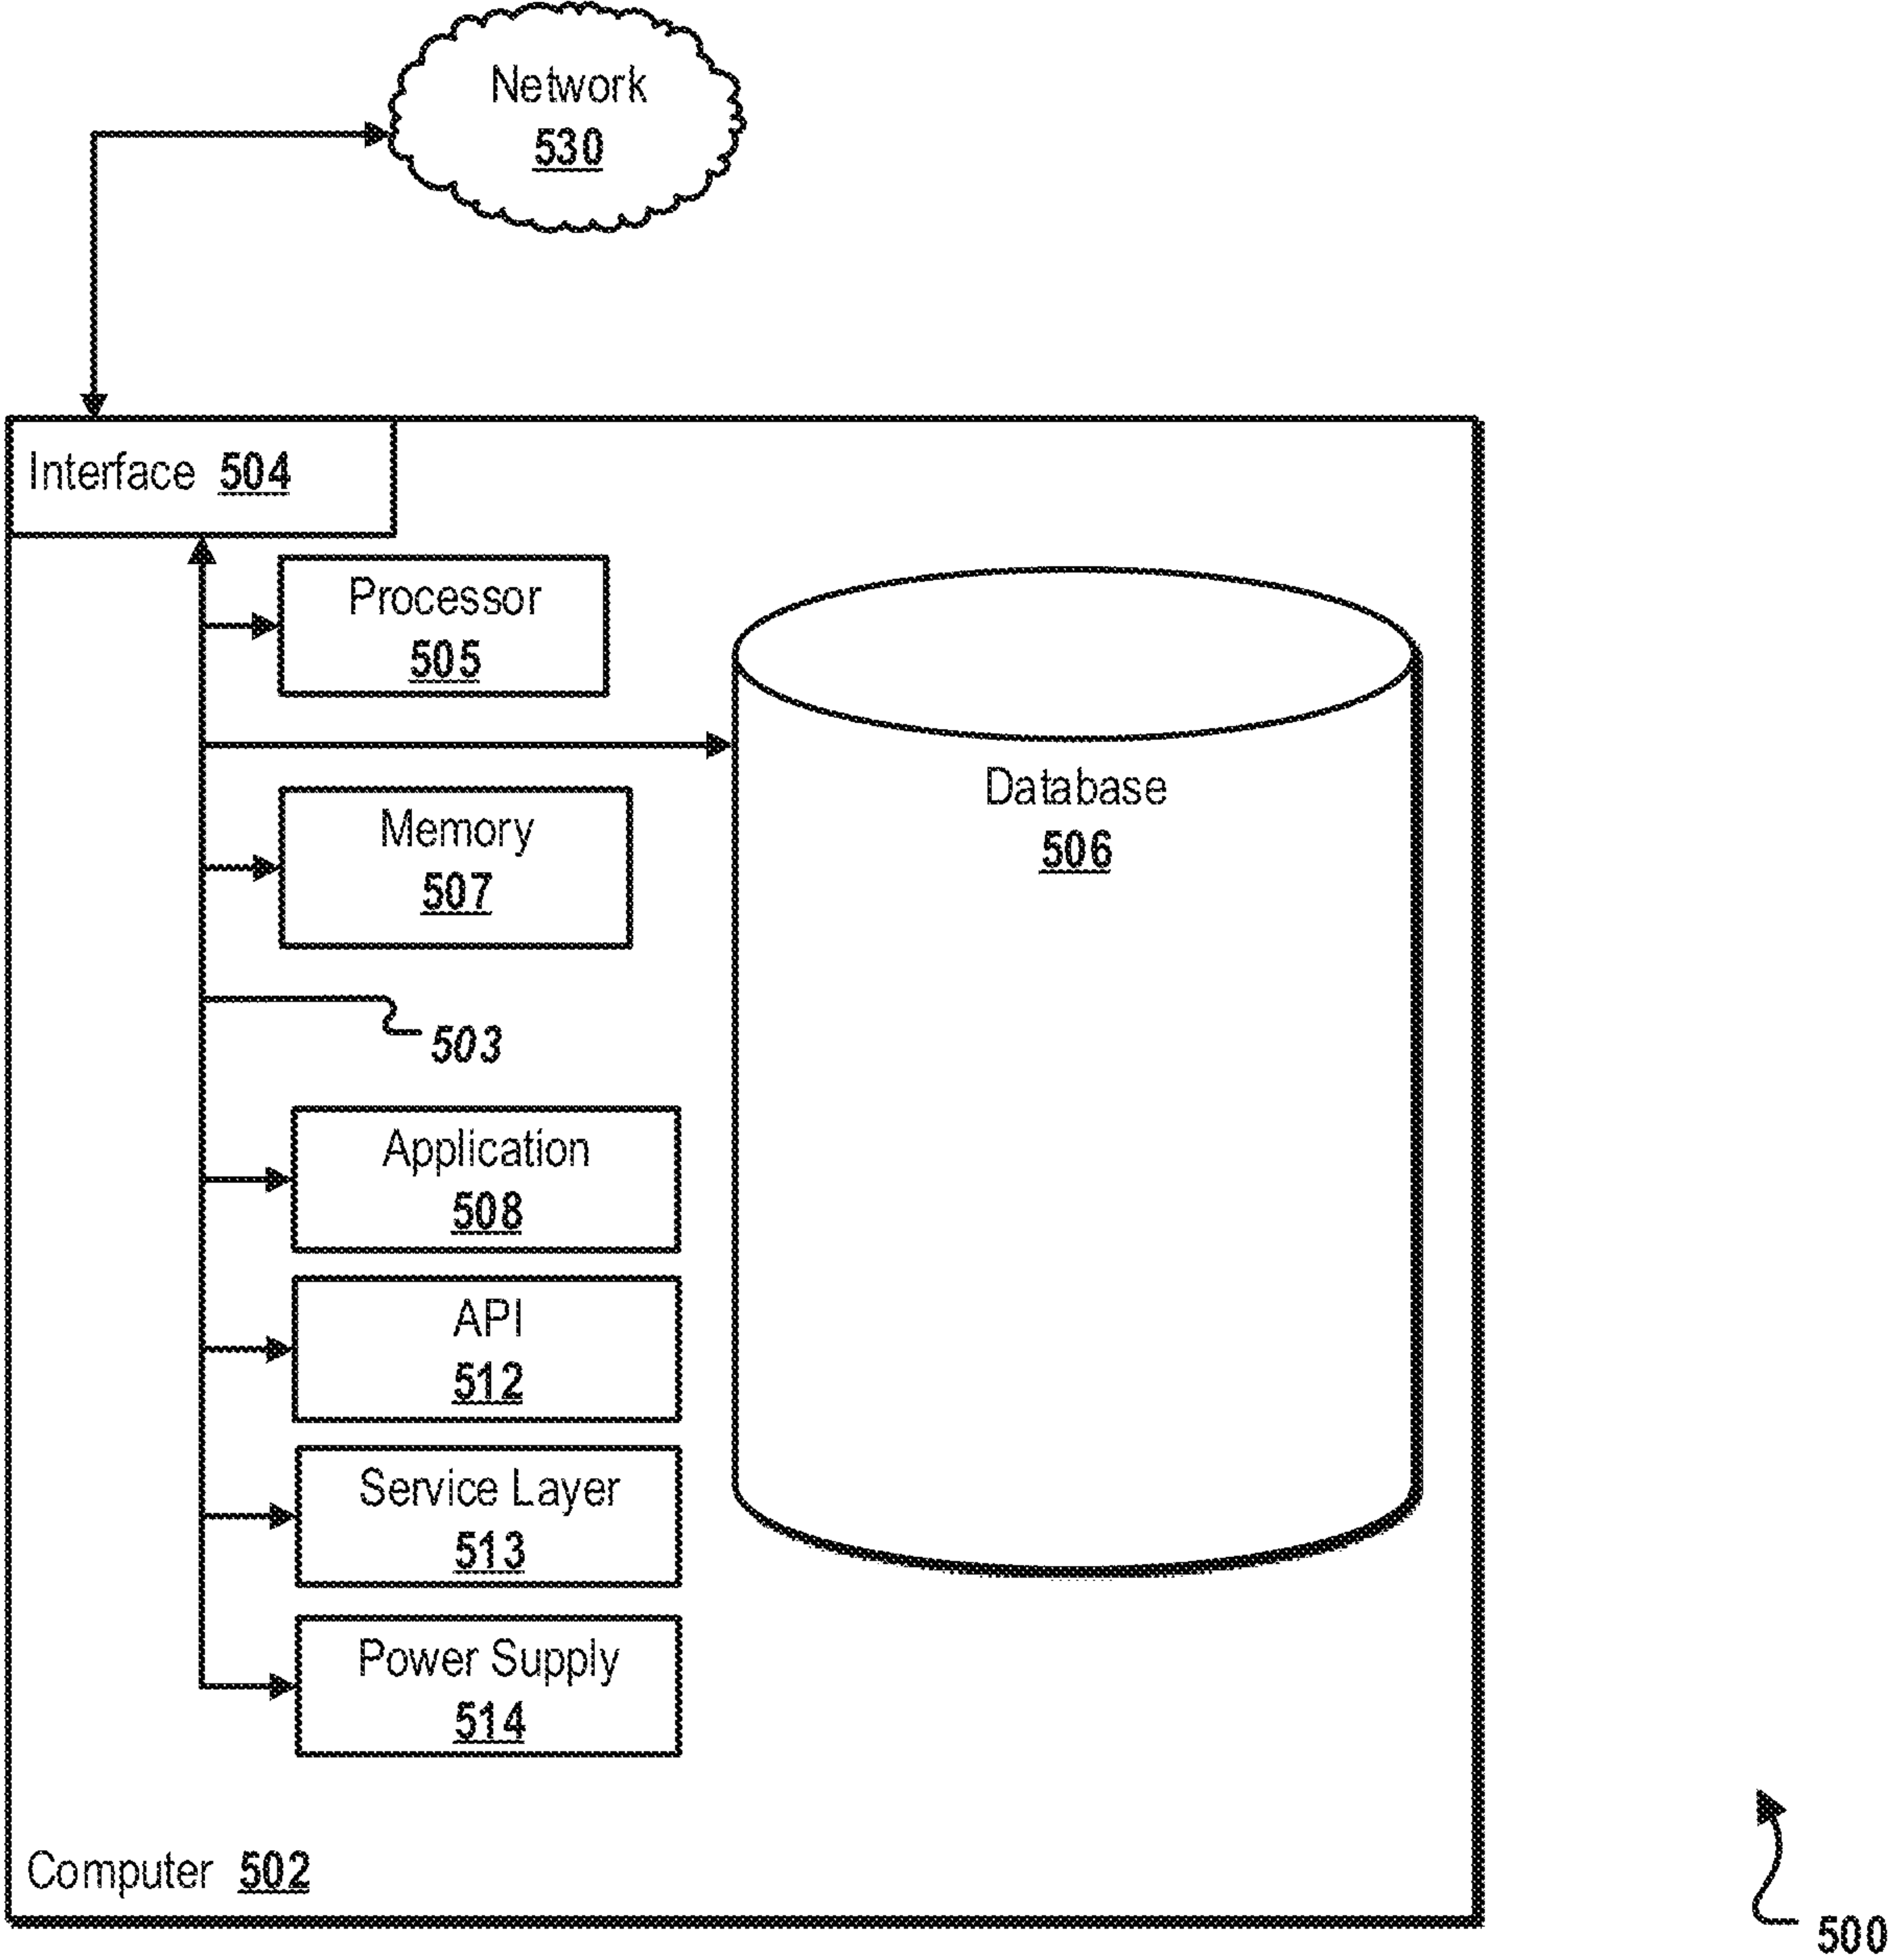 Network
530
Interface 504
Processor
505
Database
506
Memory
507
503
Application
508
API
512
Service Layer
513
Power Supply
514
Computer 502
500